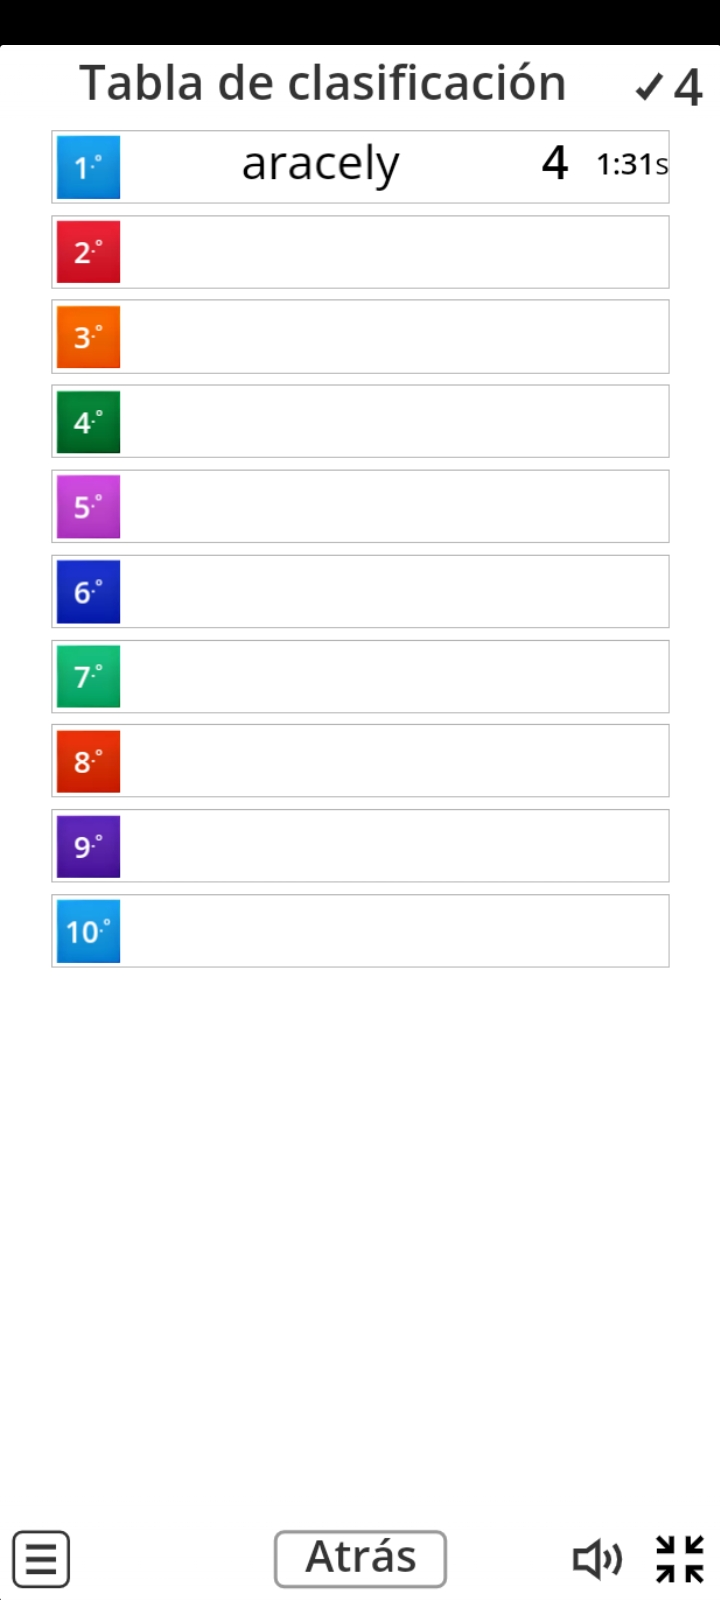 Tabla de clasificación ✓4
1.º aracely 4 1:31s
2.º
3.º
4.º
5.º
6.º
7.º
8.º
9.º
10.º
Atrás